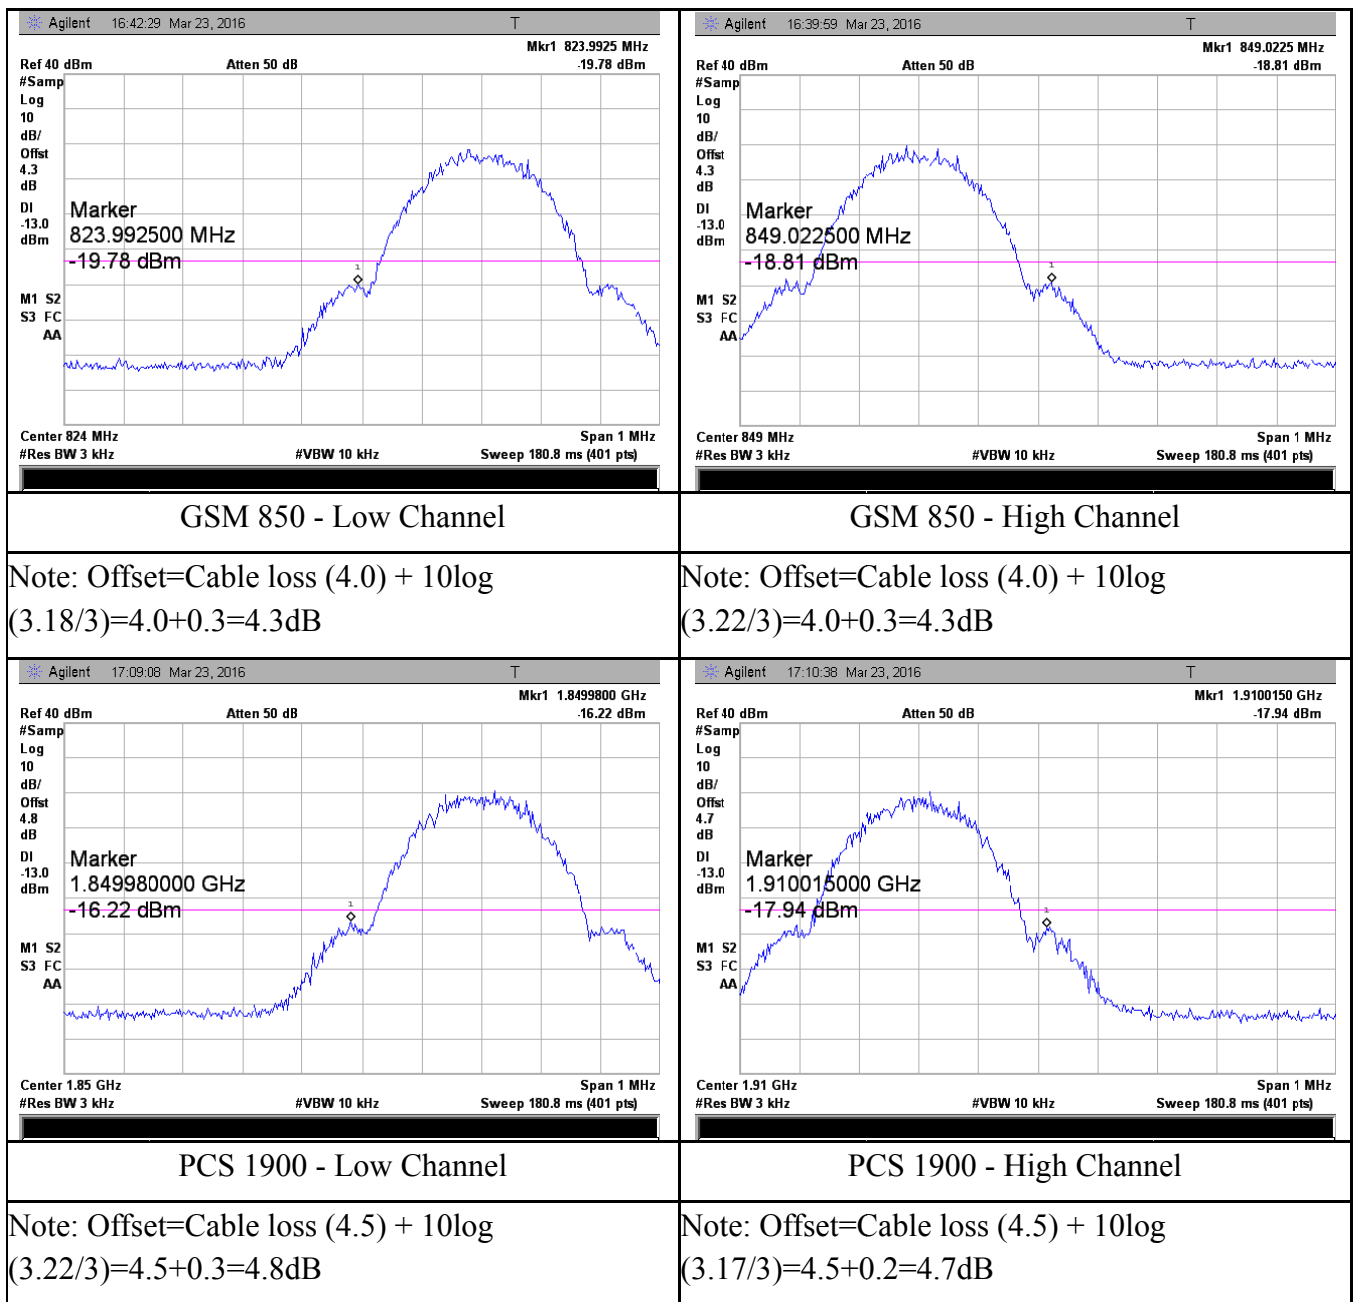 Agilent 16:42:29 Mar 23, 2016 T
Mkr1 823.9925 MHz
Ref 40 dBm Atten 50 dB -19.78 dBm
#Samp
Log
10
dB/
Offst
4.3
dB
DI
-13.0
dBm
Marker
823.992500 MHz
-19.78 dBm
1
M1 S2
S3 FC
AA
Center 824 MHz Span 1 MHz
#Res BW 3 kHz #VBW 10 kHz Sweep 180.8 ms (401 pts)
Agilent 16:39:59 Mar 23, 2016 T
Mkr1 849.0225 MHz
Ref 40 dBm Atten 50 dB -18.81 dBm
#Samp
Log
10
dB/
Offst
4.3
dB
DI
-13.0
dBm
Marker
849.022500 MHz
-18.81 dBm
1
M1 S2
S3 FC
AA
Center 849 MHz Span 1 MHz
#Res BW 3 kHz #VBW 10 kHz Sweep 180.8 ms (401 pts)
GSM 850 - Low Channel
GSM 850 - High Channel
Note: Offset=Cable loss (4.0) + 10log
(3.18/3)=4.0+0.3=4.3dB
Note: Offset=Cable loss (4.0) + 10log
(3.22/3)=4.0+0.3=4.3dB
Agilent 17:09:08 Mar 23, 2016 T
Mkr1 1.8499800 GHz
Ref 40 dBm Atten 50 dB -16.22 dBm
#Samp
Log
10
dB/
Offst
4.8
dB
DI
-13.0
dBm
Marker
1.849980000 GHz
-16.22 dBm
1
M1 S2
S3 FC
AA
Center 1.85 GHz Span 1 MHz
#Res BW 3 kHz #VBW 10 kHz Sweep 180.8 ms (401 pts)
Agilent 17:10:38 Mar 23, 2016 T
Mkr1 1.9100150 GHz
Ref 40 dBm Atten 50 dB -17.94 dBm
#Samp
Log
10
dB/
Offst
4.7
dB
DI
-13.0
dBm
Marker
1.910015000 GHz
-17.94 dBm
1
M1 S2
S3 FC
AA
Center 1.91 GHz Span 1 MHz
#Res BW 3 kHz #VBW 10 kHz Sweep 180.8 ms (401 pts)
PCS 1900 - Low Channel
PCS 1900 - High Channel
Note: Offset=Cable loss (4.5) + 10log
(3.22/3)=4.5+0.3=4.8dB
Note: Offset=Cable loss (4.5) + 10log
(3.17/3)=4.5+0.2=4.7dB